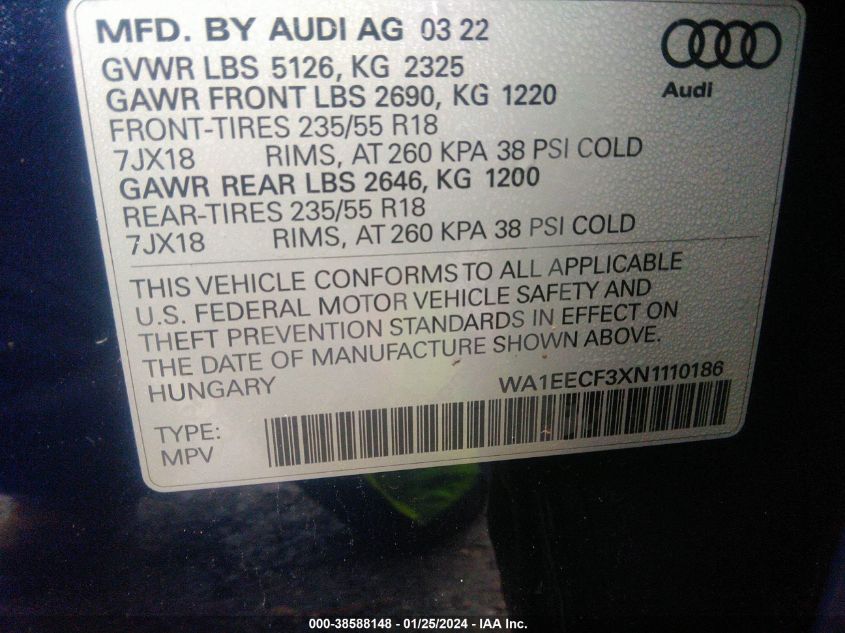 MFD. BY AUDI AG 03 22
Audi
GVWR LBS 5126, KG 2325
GAWR FRONT LBS 2690, KG 1220
FRONT-TIRES 235/55 R18
7JX18 RIMS, AT 260 KPA 38 PSI COLD
GAWR REAR LBS 2646, KG 1200
REAR-TIRES 235/55 R18
7JX18 RIMS, AT 260 KPA 38 PSI COLD
THIS VEHICLE CONFORMS TO ALL APPLICABLE
U.S. FEDERAL MOTOR VEHICLE SAFETY AND
THEFT PREVENTION STANDARDS IN EFFECT ON
THE DATE OF MANUFACTURE SHOWN ABOVE.
HUNGARY WA1EECF3XN1110186
TYPE:
MPV
000-38588148 - 01/25/2024 - IAA Inc.